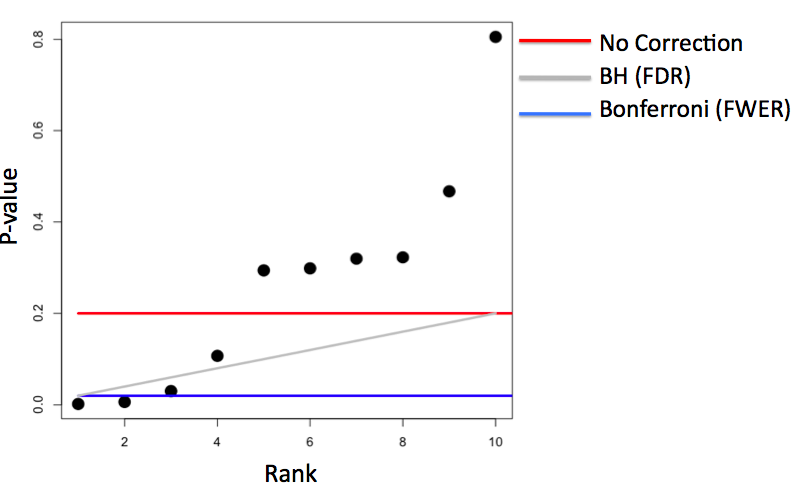 No Correction
BH (FDR)
Bonferroni (FWER)
P-value
0.8
0.6
0.4
0.2
0.0
2 4 6 8 10
Rank